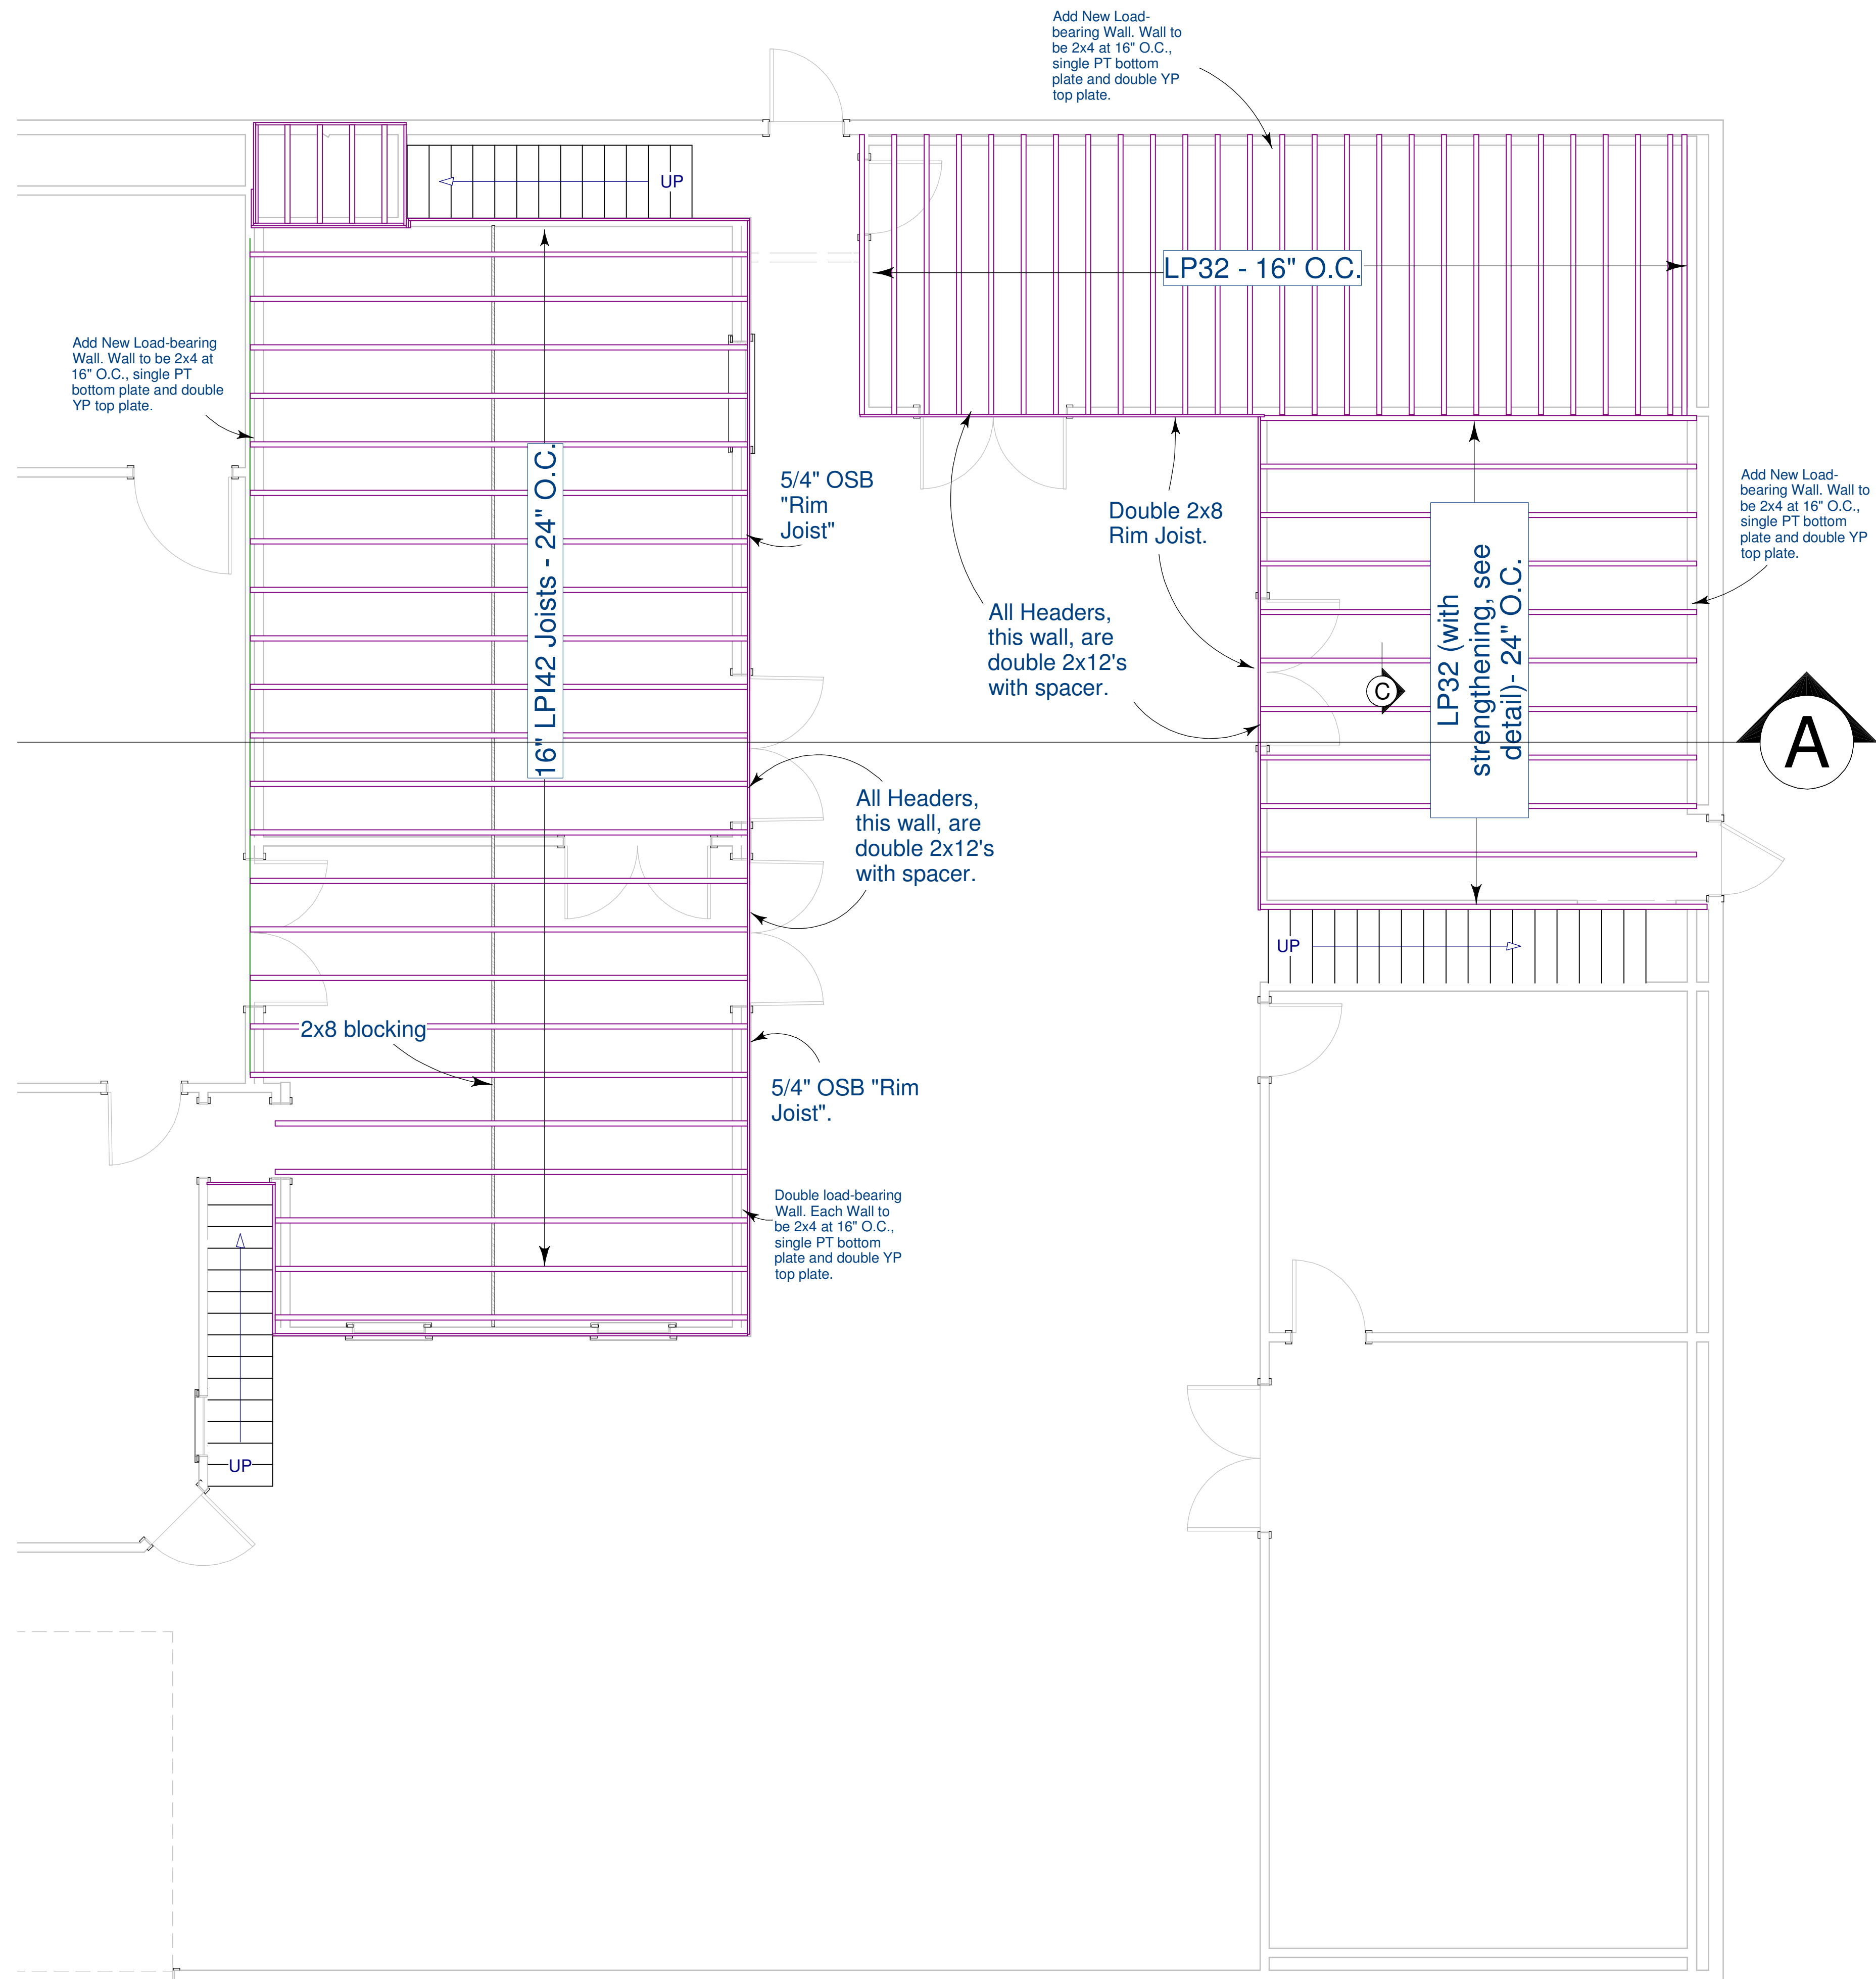 Add New Load-
bearing Wall. Wall to
be 2x4 at 16" O.C.,
single PT bottom
plate and double YP
top plate.
UP
LP32 - 16" O.C.
Add New Load-bearing
Wall. Wall to be 2x4 at
16" O.C., single PT
bottom plate and double
YP top plate.
16" LPI42 Joists - 24" O.C.
5/4" OSB
"Rim
Joist"
Double 2x8
Rim Joist.
Add New Load-
bearing Wall. Wall to
be 2x4 at 16" O.C.,
single PT bottom
plate and double YP
top plate.
LP32 (with
strengthening, see
detail)- 24" O.C.
All Headers,
this wall, are
double 2x12's
with spacer.
C
A
All Headers,
this wall, are
double 2x12's
with spacer.
UP
2x8 blocking
5/4" OSB "Rim
Joist".
Double load-bearing
Wall. Each Wall to
be 2x4 at 16" O.C.,
single PT bottom
plate and double YP
top plate.
UP